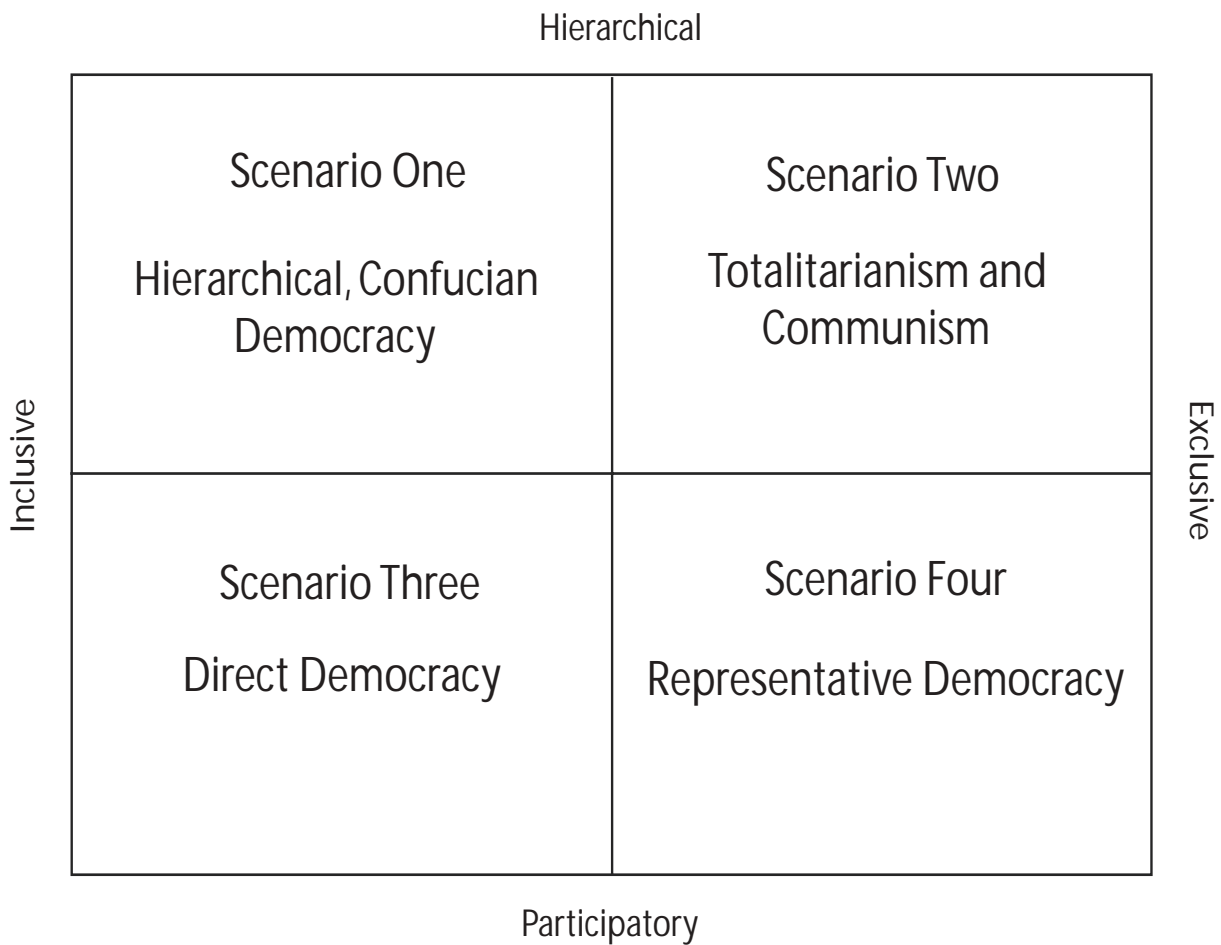 Hierarchical
Scenario One
Hierarchical, Confucian
Democracy
Scenario Two
Totalitarianism and
Communism
Inclusive
Exclusive
Scenario Three
Direct Democracy
Scenario Four
Representative Democracy
Participatory